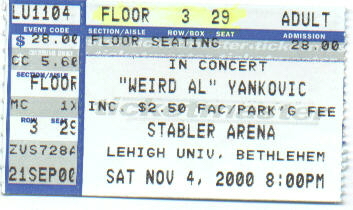 LU1104 FLOOR 3 29 ADULT
EVENT CODE SECTION/AISLE ROW/BOX SEAT ADMISSION
$ 28.00 FLOOR SEATING 28.00
CC 5.60 IN CONCERT
SECTION/AISLE
FLOOR "WEIRD AL" YANKOVIC
MC 1X INC. $2.50 FAC/PARK'G FEE
ROW SEAT
3 29 STABLER ARENA
ZVS728A LEHIGH UNIV, BETHLEHEM
21SEP00 SAT NOV 4, 2000 8:00PM